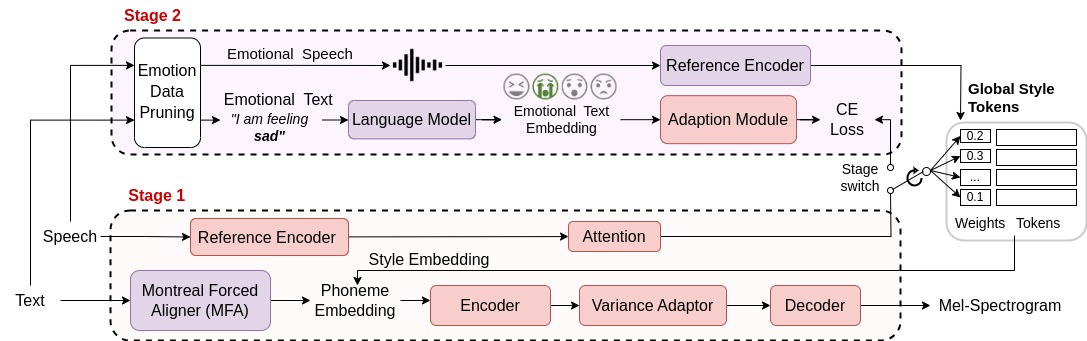 Stage 2
Emotion
Data
Pruning
Emotional Speech
Emotional Text
"I am feeling
sad"
Language Model
Emotional Text
Embedding
Reference Encoder
Adaption Module
CE
Loss
Global Style
Tokens
0.2
0.3
...
0.1
Weights Tokens
Stage
switch
Stage 1
Speech
Reference Encoder
Attention
Style Embedding
Text
Montreal Forced
Aligner (MFA)
Phoneme
Embedding
Encoder
Variance Adaptor
Decoder
Mel-Spectrogram